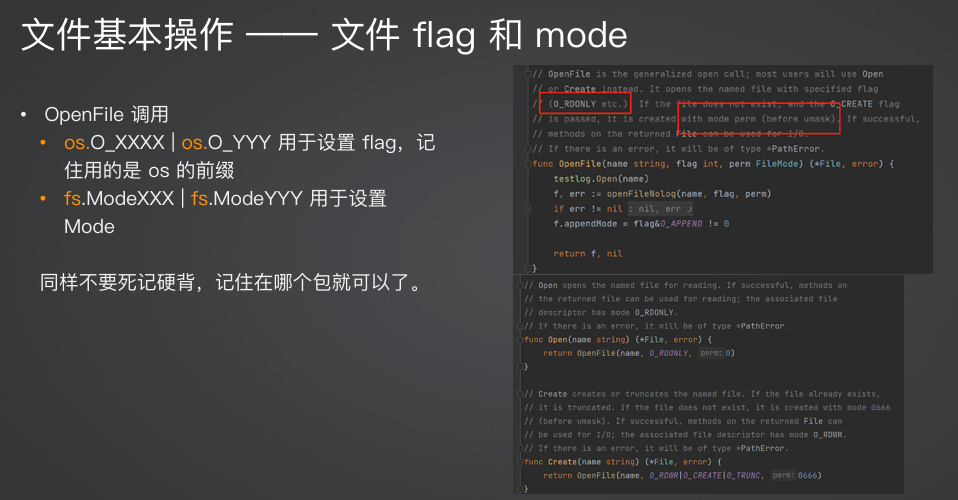 文件基本操作 —— 文件 flag 和 mode
• OpenFile 调用
• os.O_XXXX | os.O_YYY 用于设置 flag，记
住用的是 os 的前缀
• fs.ModeXXX | fs.ModeYYY 用于设置
Mode
同样不要死记硬背，记住在哪个包就可以了。
// OpenFile is the generalized open call; most users will use Open
// or Create instead. It opens the named file with specified flag
// (O_RDONLY etc.). If the file does not exist, and the O_CREATE flag
// is passed, it is created with mode perm (before umask). If successful,
// methods on the returned File can be used for I/O.
// If there is an error, it will be of type *PathError.
func OpenFile(name string, flag int, perm FileMode) (*File, error) {
testlog.Open(name)
f, err := openFileNolog(name, flag, perm)
if err != nil : nil, err
f.appendMode = flag&O_APPEND != 0
return f, nil
}
// Open opens the named file for reading. If successful, methods on
// the returned file can be used for reading; the associated file
// descriptor has mode O_RDONLY.
// If there is an error, it will be of type *PathError.
func Open(name string) (*File, error) {
return OpenFile(name, O_RDONLY, perm: 0)
}
// Create creates or truncates the named file. If the file already exists,
// it is truncated. If the file does not exist, it is created with mode 0666
// (before umask). If successful, methods on the returned File can
// be used for I/O; the associated file descriptor has mode O_RDWR.
// If there is an error, it will be of type *PathError.
func Create(name string) (*File, error) {
return OpenFile(name, O_RDWR|O_CREATE|O_TRUNC, perm: 0666)
}